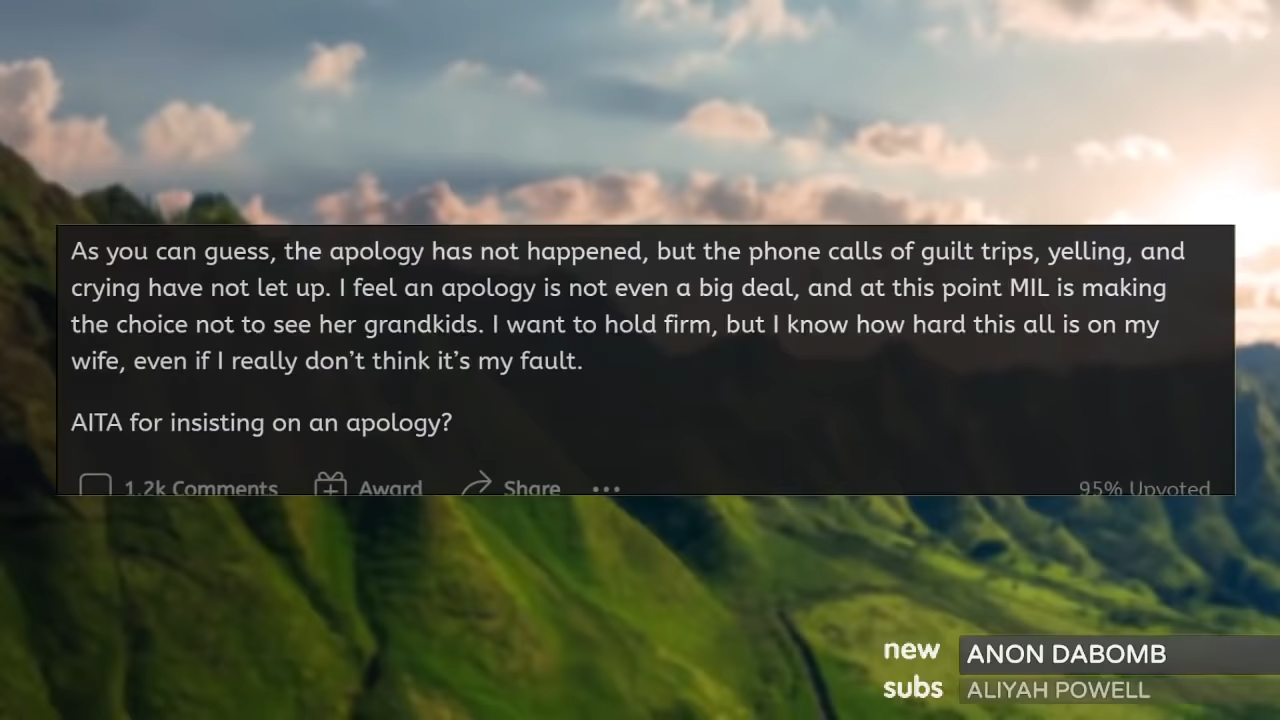 As you can guess, the apology has not happened, but the phone calls of guilt trips, yelling, and
crying have not let up. I feel an apology is not even a big deal, and at this point MIL is making
the choice not to see her grandkids. I want to hold firm, but I know how hard this all is on my
wife, even if I really don’t think it’s my fault.
AITA for insisting on an apology?
1.2k Comments Award Share 95% Upvoted
new ANON DABOMB
subs ALIYAH POWELL